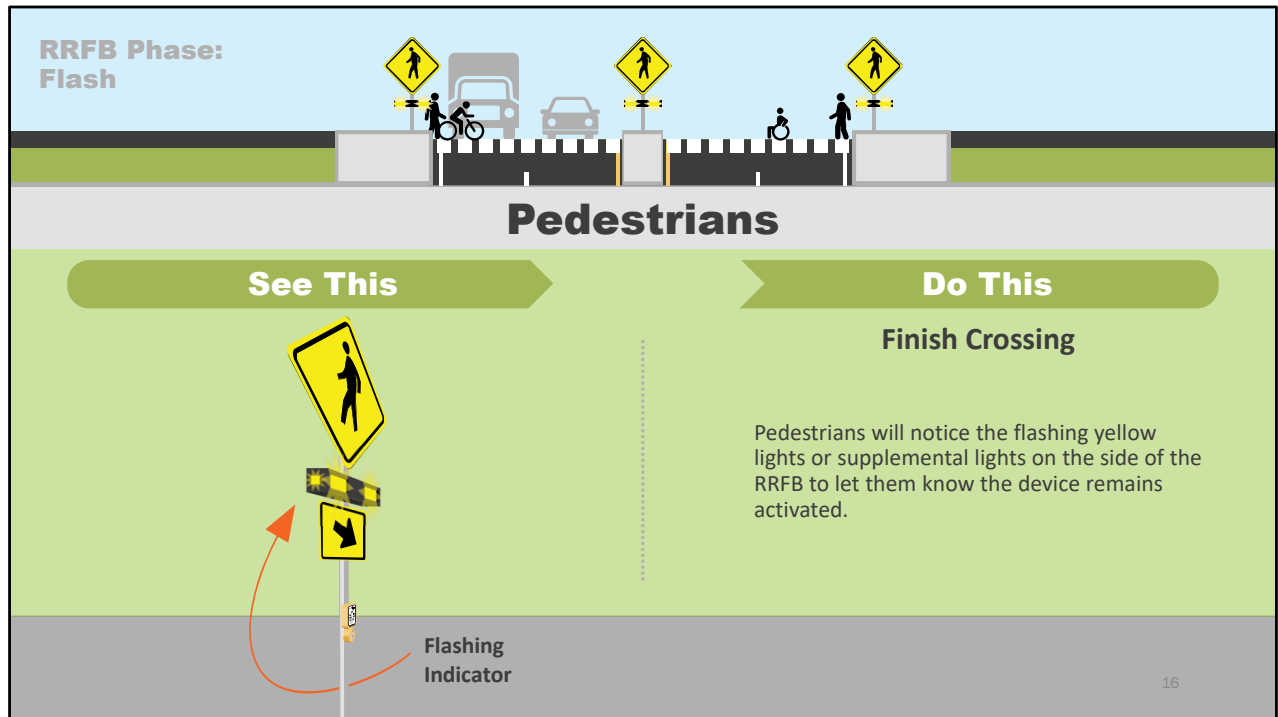 RRFB Phase:
Flash
Pedestrians
See This
Do This
Finish Crossing
Pedestrians will notice the flashing yellow
lights or supplemental lights on the side of the
RRFB to let them know the device remains
activated.
Flashing
Indicator
16